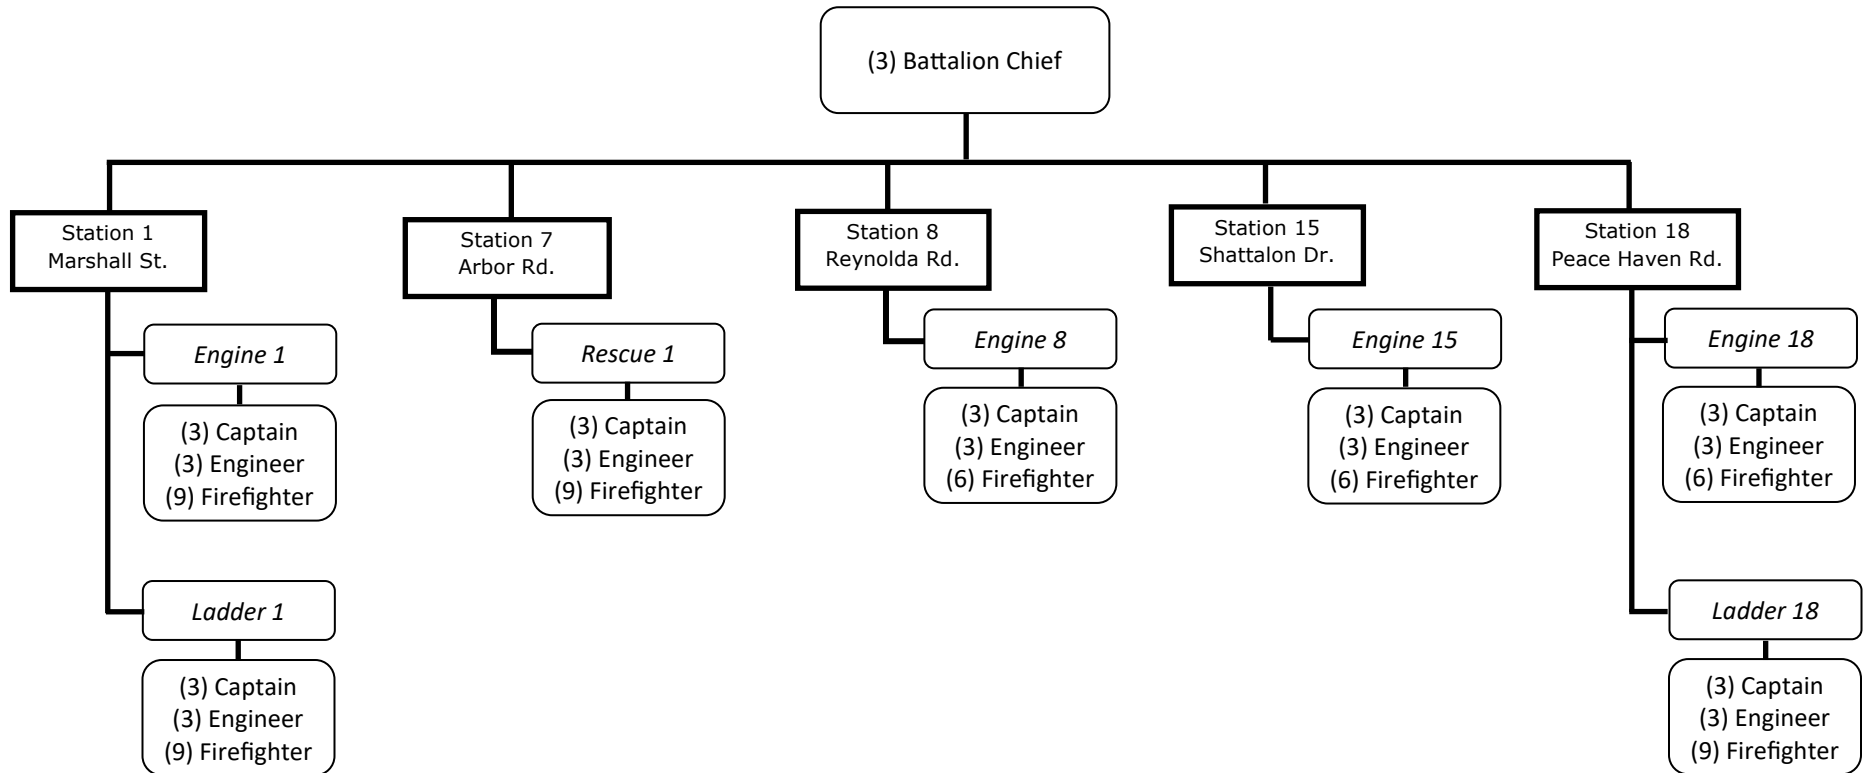 (3) Battalion Chief
Station 1
Marshall St.
Station 7
Arbor Rd.
Station 8
Reynolda Rd.
Station 15
Shattalon Dr.
Station 18
Peace Haven Rd.
Engine 1
(3) Captain
(3) Engineer
(9) Firefighter
Ladder 1
(3) Captain
(3) Engineer
(9) Firefighter
Rescue 1
(3) Captain
(3) Engineer
(9) Firefighter
Engine 8
(3) Captain
(3) Engineer
(6) Firefighter
Engine 15
(3) Captain
(3) Engineer
(6) Firefighter
Engine 18
(3) Captain
(3) Engineer
(6) Firefighter
Ladder 18
(3) Captain
(3) Engineer
(9) Firefighter